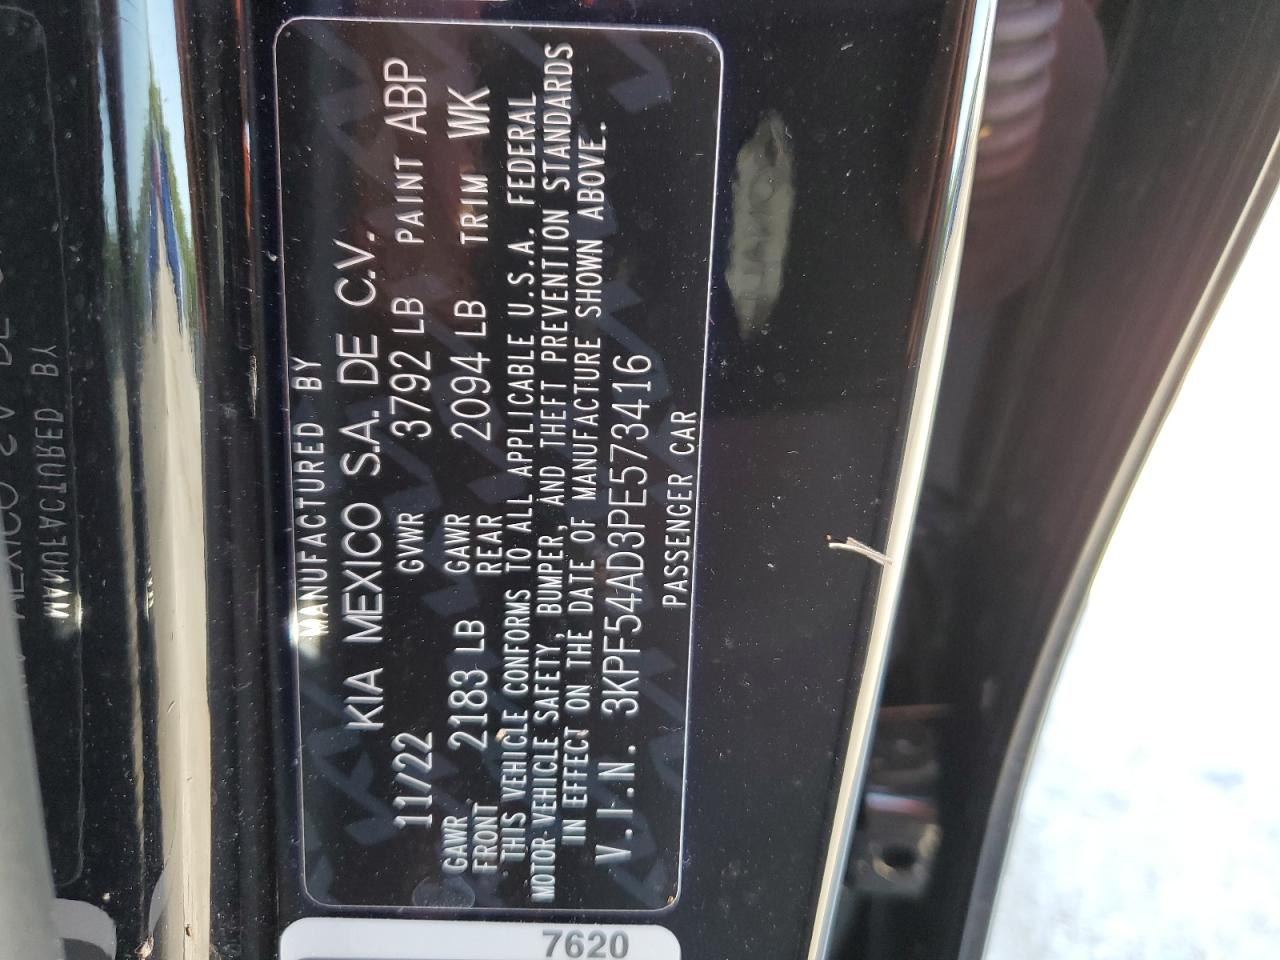 MANUFACTURED BY
KIA MEXICO S.A. DE C.V.
11/22 GVWR 3792 LB PAINT ABP
GAWR FRONT 2183 LB GAWR REAR 2094 LB TRIM WK
THIS VEHICLE CONFORMS TO ALL APPLICABLE U.S.A. FEDERAL
MOTOR-VEHICLE SAFETY, BUMPER, AND THEFT PREVENTION STANDARDS
IN EFFECT ON THE DATE OF MANUFACTURE SHOWN ABOVE.
V.I.N. 3KPF54AD3PE573416
PASSENGER CAR
7620
MANUFACTURED BY